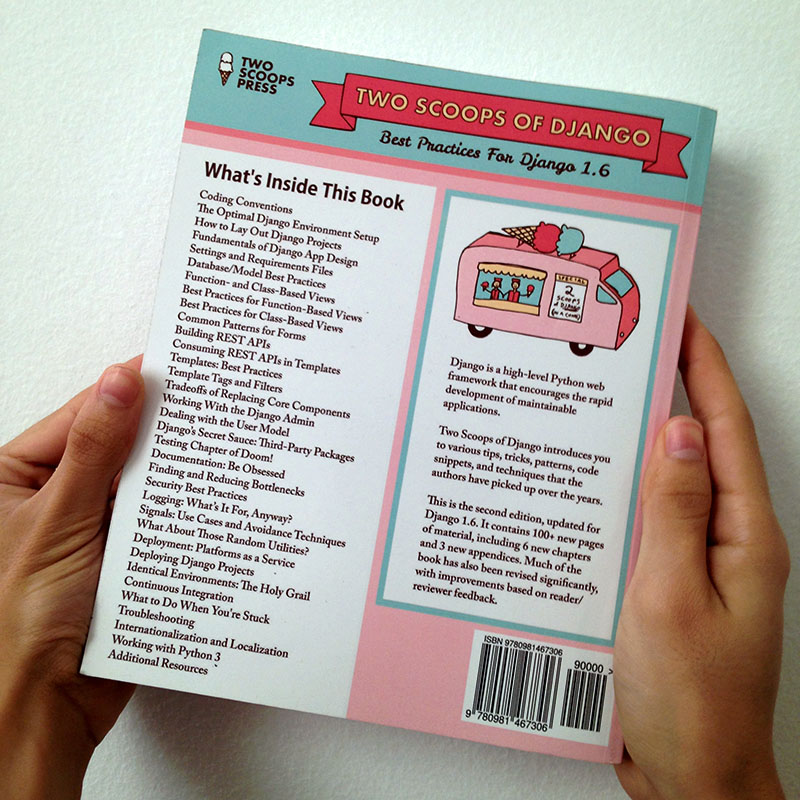 TWO
SCOOPS
PRESS
TWO SCOOPS OF DJANGO
Best Practices For Django 1.6
What's Inside This Book
Coding Conventions
The Optimal Django Environment Setup
How to Lay Out Django Projects
Fundamentals of Django App Design
Settings and Requirements Files
Database/Model Best Practices
Function- and Class-Based Views
Best Practices for Function-Based Views
Best Practices for Class-Based Views
Common Patterns for Forms
Building REST APIs
Consuming REST APIs in Templates
Templates: Best Practices
Template Tags and Filters
Tradeoffs of Replacing Core Components
Working With the Django Admin
Dealing with the User Model
Django's Secret Sauce: Third-Party Packages
Testing Chapter of Doom!
Documentation: Be Obsessed
Finding and Reducing Bottlenecks
Security Best Practices
Logging: What's It For, Anyway?
Signals: Use Cases and Avoidance Techniques
What About Those Random Utilities?
Deployment: Platforms as a Service
Deploying Django Projects
Identical Environments: The Holy Grail
Continuous Integration
What to Do When You're Stuck
Troubleshooting
Internationalization and Localization
Working with Python 3
Additional Resources
SPECIAL
2
SCOOPS
of DJANGO
(IN A CONE)
Django is a high-level Python web
framework that encourages the rapid
development of maintainable
applications.
Two Scoops of Django introduces you
to various tips, tricks, patterns, code
snippets, and techniques that the
authors have picked up over the years.
This is the second edition, updated for
Django 1.6. It contains 100+ new pages
of material, including 6 new chapters
and 3 new appendices. Much of the
book has also been revised significantly,
with improvements based on reader/
reviewer feedback.
ISBN 9780981467306
90000 >
9 780981 467306